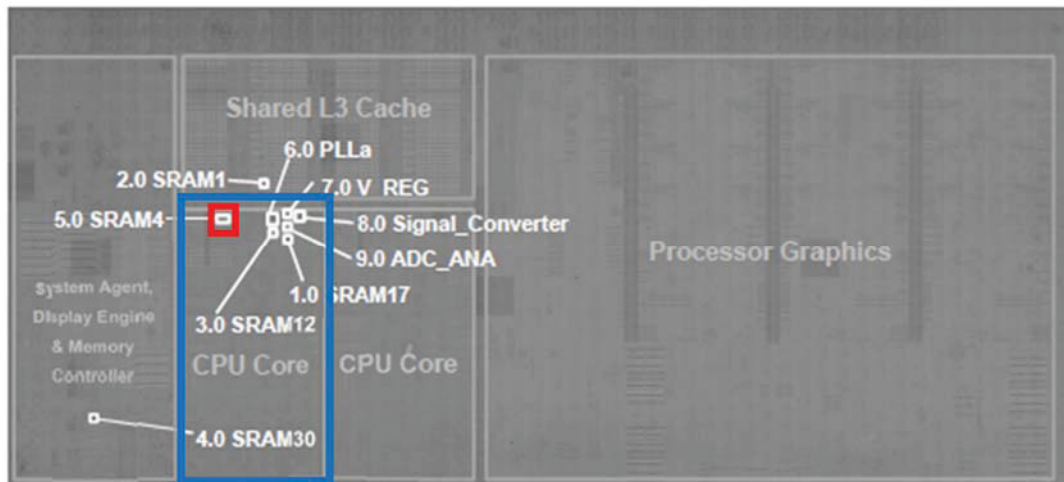 Shared L3 Cache
6.0 PLLa
2.0 SRAM1
7.0 V_REG
5.0 SRAM4
8.0 Signal_Converter
9.0 ADC_ANA
1.0 SRAM17
3.0 SRAM12
System Agent,
Display Engine
& Memory
Controller
CPU Core
CPU Core
4.0 SRAM30
Processor Graphics